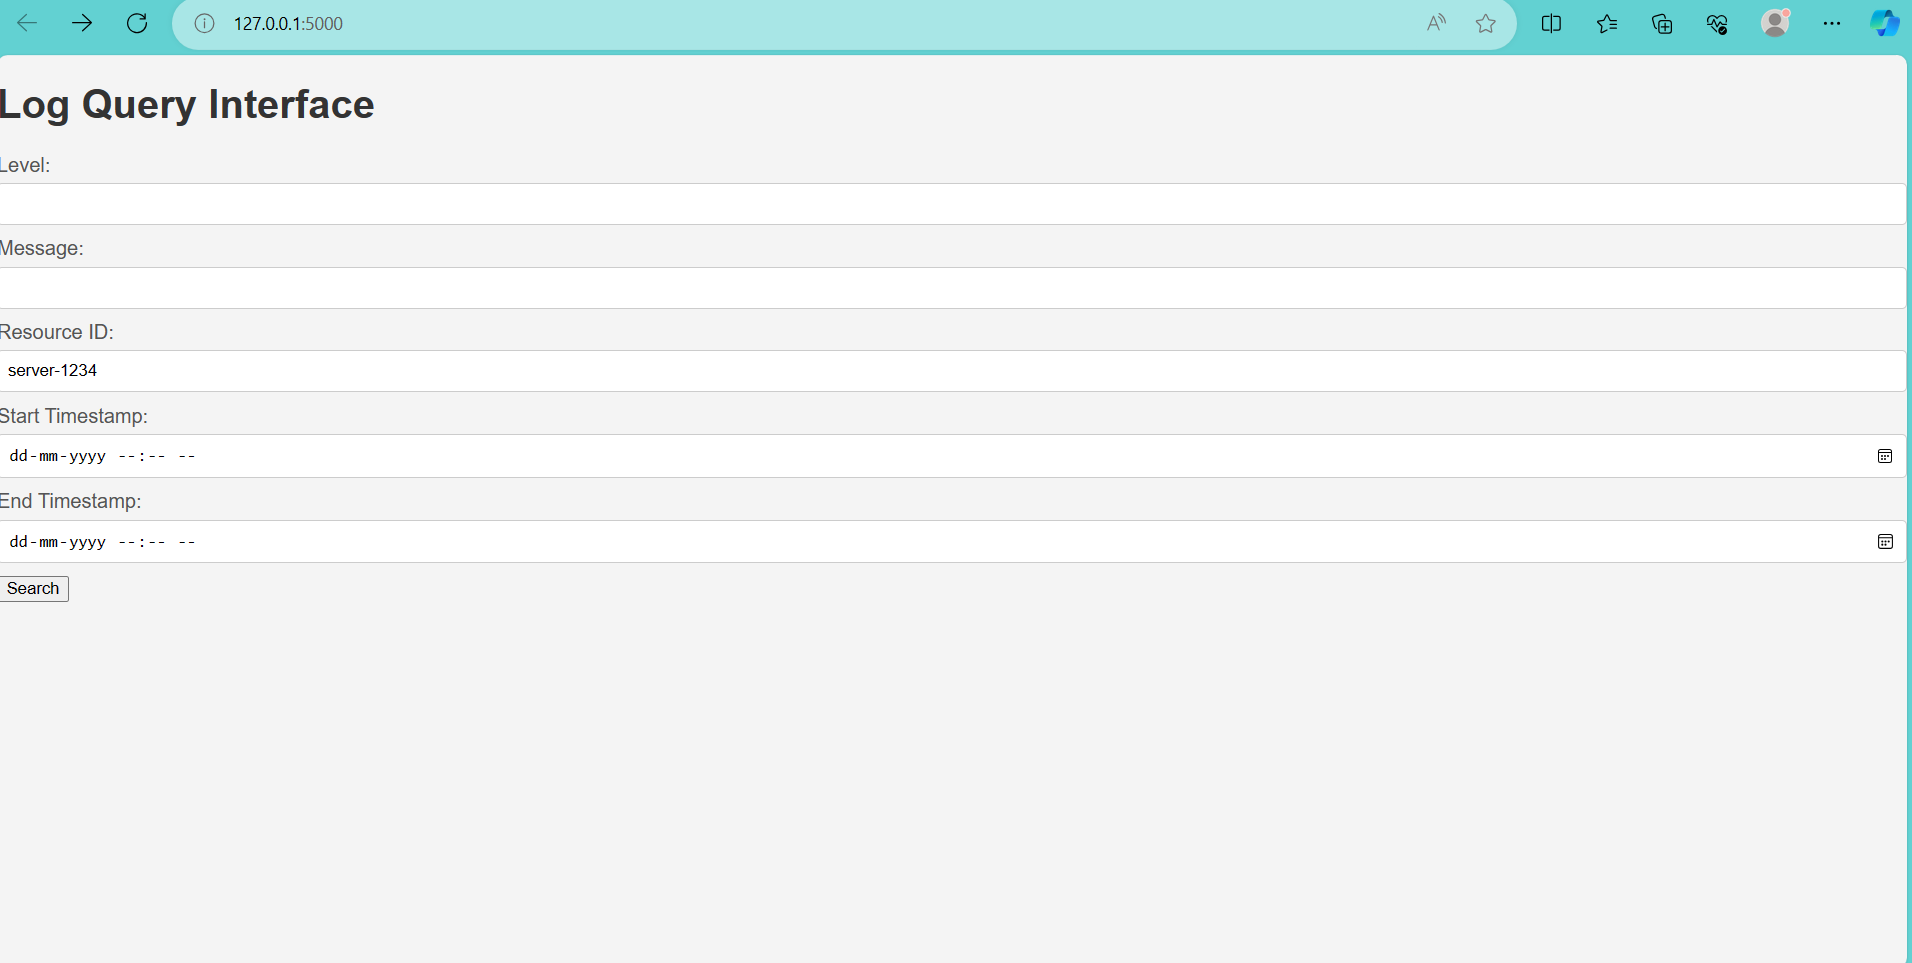 127.0.0.1:5000
Log Query Interface
Level:
Message:
Resource ID:
server-1234
Start Timestamp:
dd-mm-yyyy --:-- --
End Timestamp:
dd-mm-yyyy --:-- --
Search